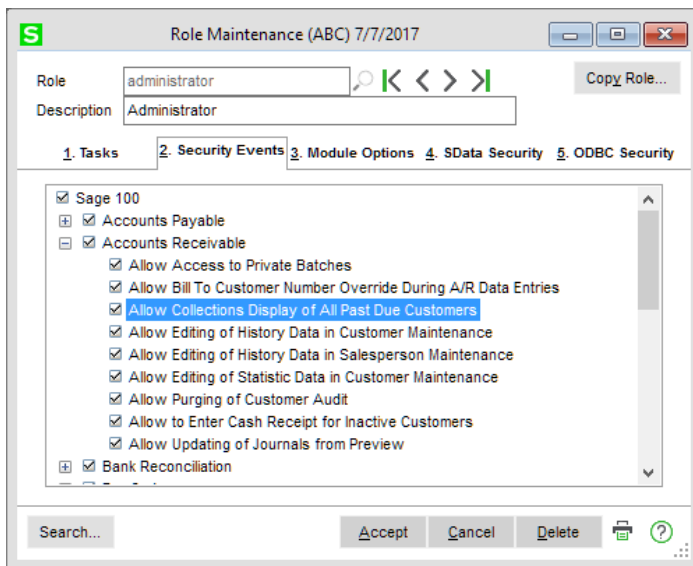 S Role Maintenance (ABC) 7/7/2017
Role administrator Copy Role...
Description Administrator
1. Tasks 2. Security Events 3. Module Options 4. SData Security 5. ODBC Security
Sage 100
Accounts Payable
Accounts Receivable
Allow Access to Private Batches
Allow Bill To Customer Number Override During A/R Data Entries
Allow Collections Display of All Past Due Customers
Allow Editing of History Data in Customer Maintenance
Allow Editing of History Data in Salesperson Maintenance
Allow Editing of Statistic Data in Customer Maintenance
Allow Purging of Customer Audit
Allow to Enter Cash Receipt for Inactive Customers
Allow Updating of Journals from Preview
Bank Reconciliation
Search... Accept Cancel Delete